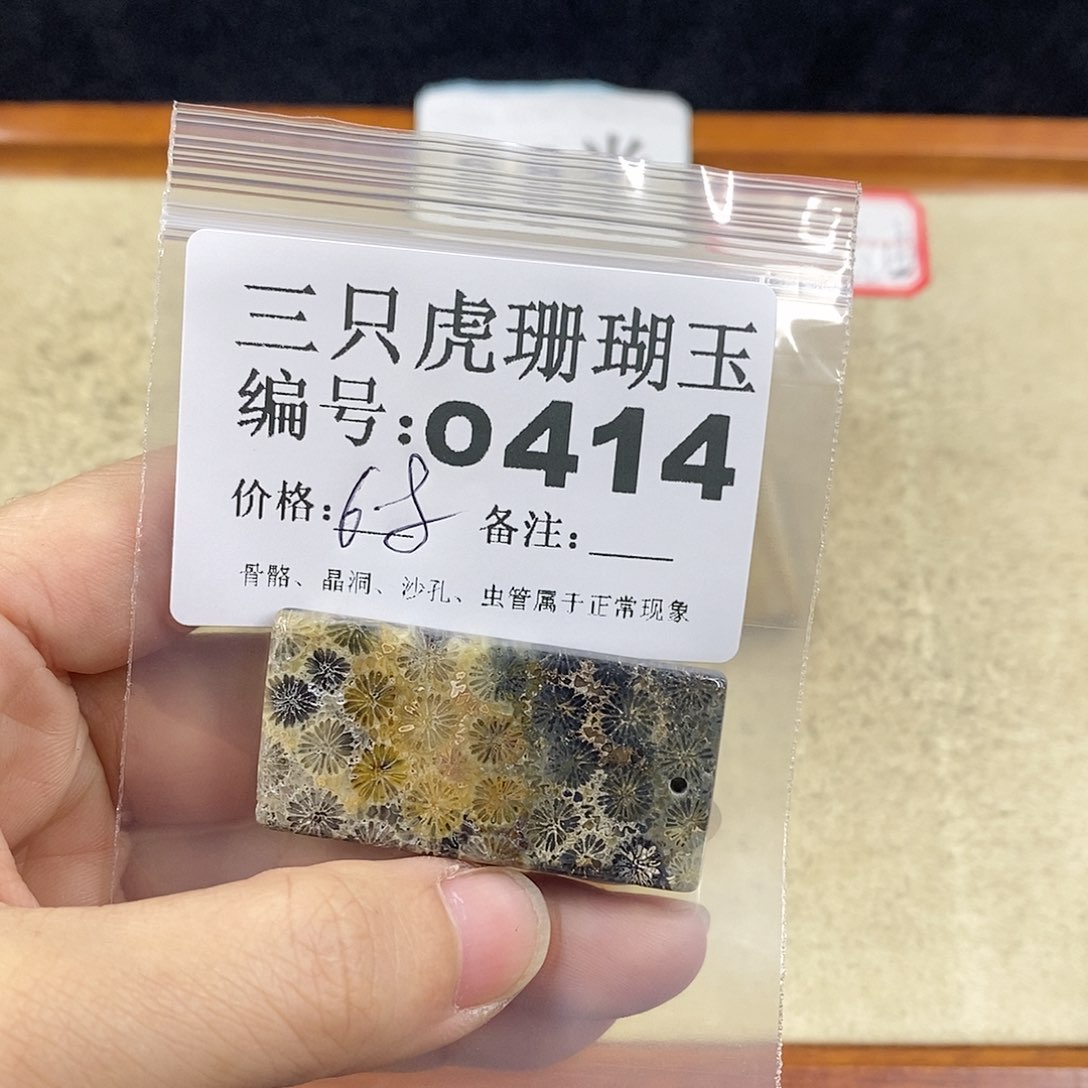 三只虎珊瑚玉
编号:0414
价格:68 备注:____
骨骼、晶洞、沙孔、虫管属于正常现象